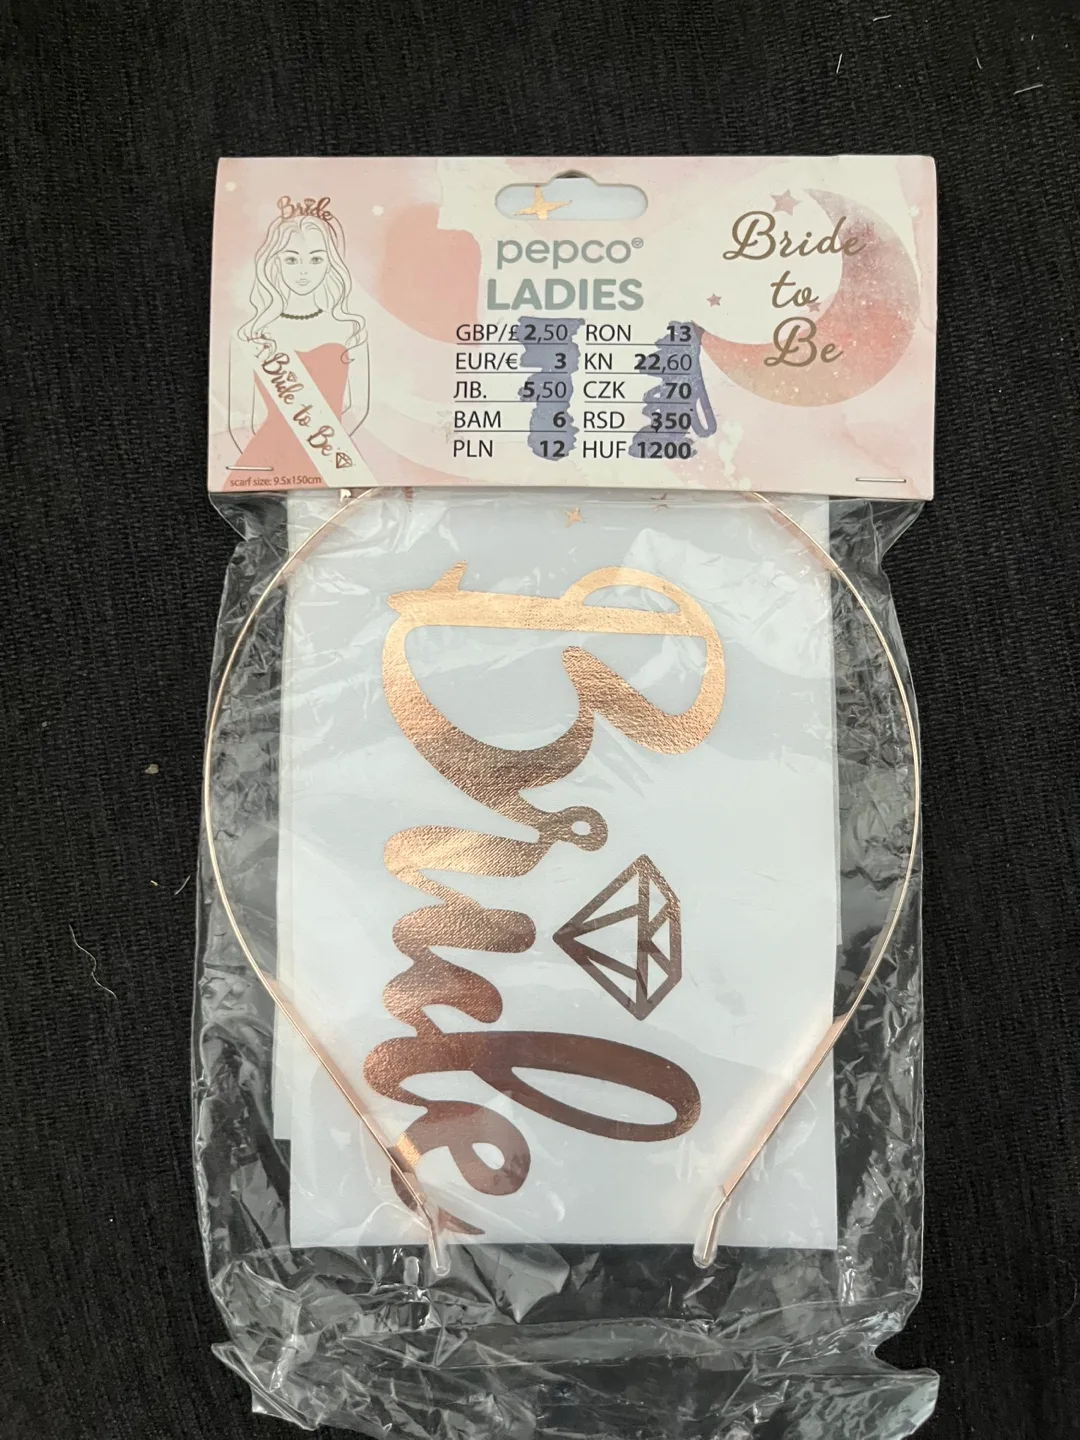 Bride
pepco®
LADIES
Bride
to
Be
GBP/£ 2,50 RON 13
EUR/€ 3 KN 22,60
ЛВ. 5,50 CZK 70
BAM 6 RSD 350
PLN 12 HUF 1200
Bride to Be
scarf size: 9.5x150cm
Bride